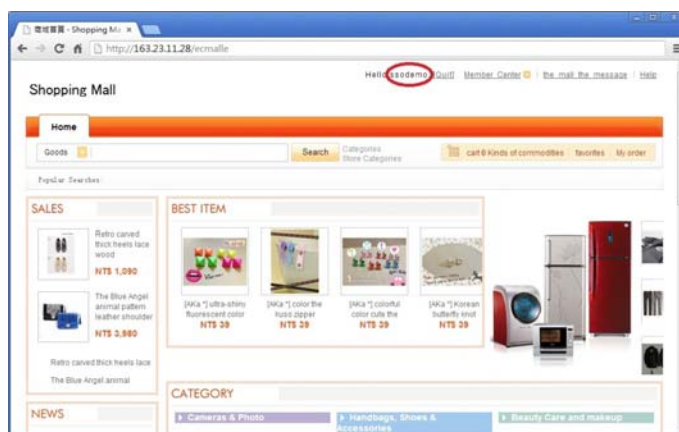 商城首頁 - Shopping Ma
http://163.23.11.28/ecmalle
Hello ssodemo [Quit] Member Center | the mall the message | Help
Shopping Mall
Home
Goods
Search
Categories
Store Categories
cart 0 Kinds of commodities
favorites
My order
Popular Searches:
SALES
Retro carved
thick heels lace
wood
NT$ 1,090
The Blue Angel
animal pattern
leather shoulder
NT$ 3,980
Retro carved thick heels lace
The Blue Angel animal
NEWS
BEST ITEM
[AKa *] ultra-shiny
fluorescent color
NT$ 39
[AKa *] color the
kuso zipper
NT$ 39
[AKa *] colorful
color cute the
NT$ 39
[AKa *] Korean
butterfly knot
NT$ 39
CATEGORY
Cameras & Photo
Handbags, Shoes &
Accessories
Beauty Care and makeup